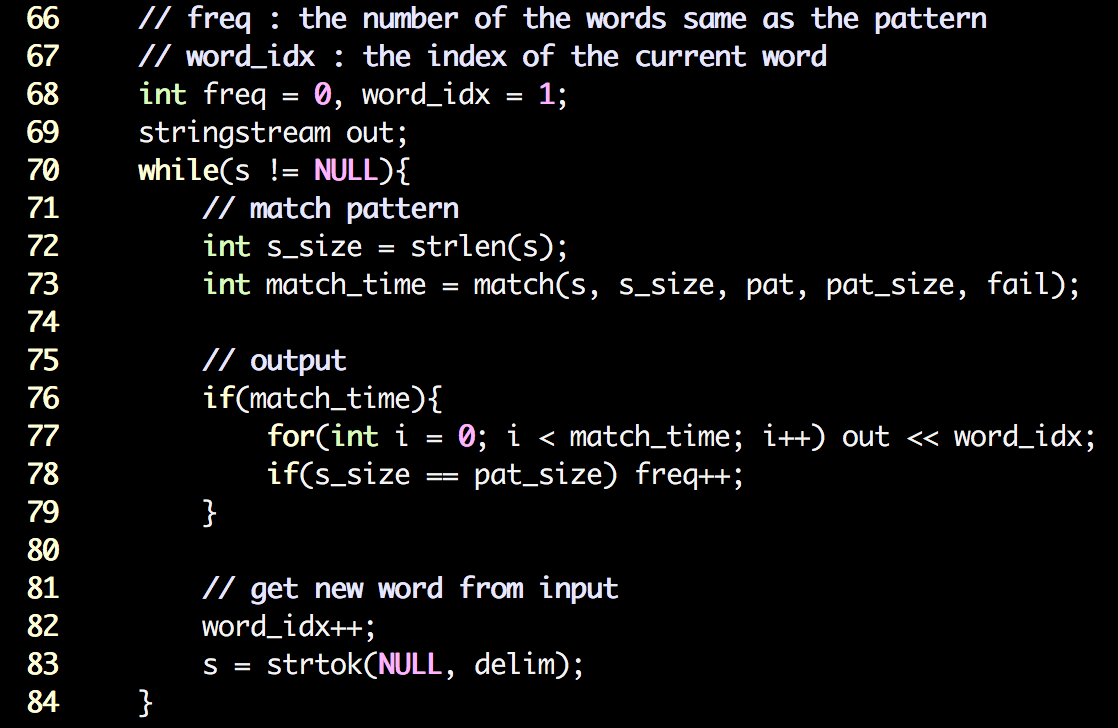 66     // freq : the number of the words same as the pattern
67     // word_idx : the index of the current word
68     int freq = 0, word_idx = 1;
69     stringstream out;
70     while(s != NULL){
71         // match pattern
72         int s_size = strlen(s);
73         int match_time = match(s, s_size, pat, pat_size, fail);
74
75         // output
76         if(match_time){
77             for(int i = 0; i < match_time; i++) out << word_idx;
78             if(s_size == pat_size) freq++;
79         }
80
81         // get new word from input
82         word_idx++;
83         s = strtok(NULL, delim);
84     }